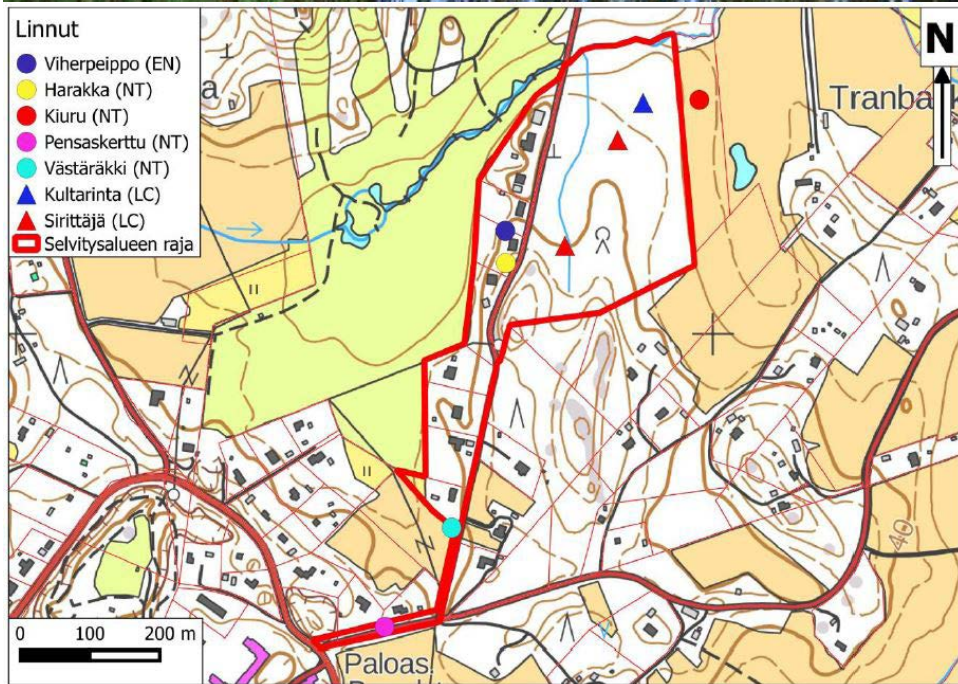 Linnut
Viherpeippo (EN)
Harakka (NT)
Kiuru (NT)
Pensaskerttu (NT)
Västäräkki (NT)
Kultarinta (LC)
Sirittäjä (LC)
Selvitysalueen raja
N
a
40
0 100 200 m
Paloas.